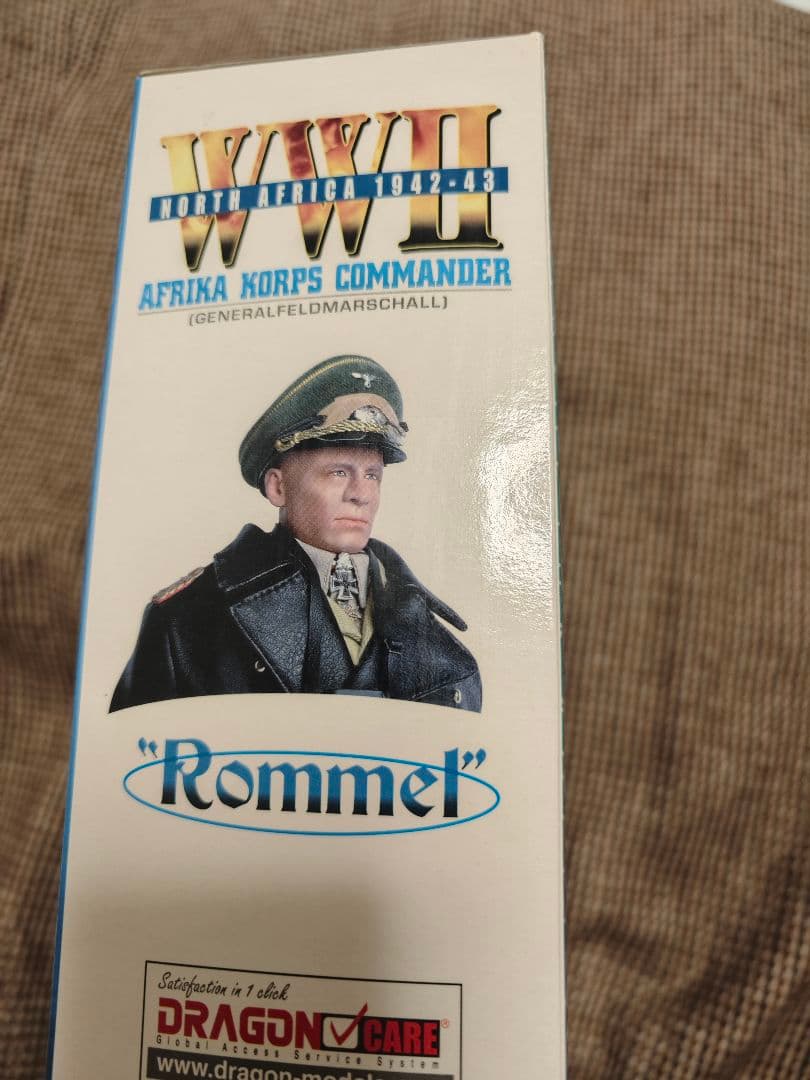 WWII
NORTH AFRICA 1942-43
AFRIKA KORPS COMMANDER
(GENERALFELDMARSCHALL)
"Rommel"
Satisfaction in 1 click
DRAGON CARE®
Global Access Service System